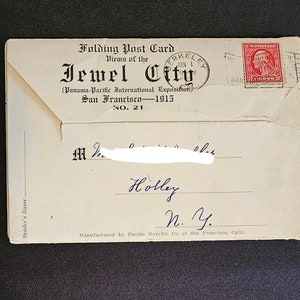 Folding Post Card
Views of the
Jewel City
(Panama-Pacific International Exposition)
San Francisco—1915
NO. 21
BERKELEY
M
Holley
N. Y.
Sender's Name
Manufactured by Pacific Novelty Co. of San Francisco, Calif.